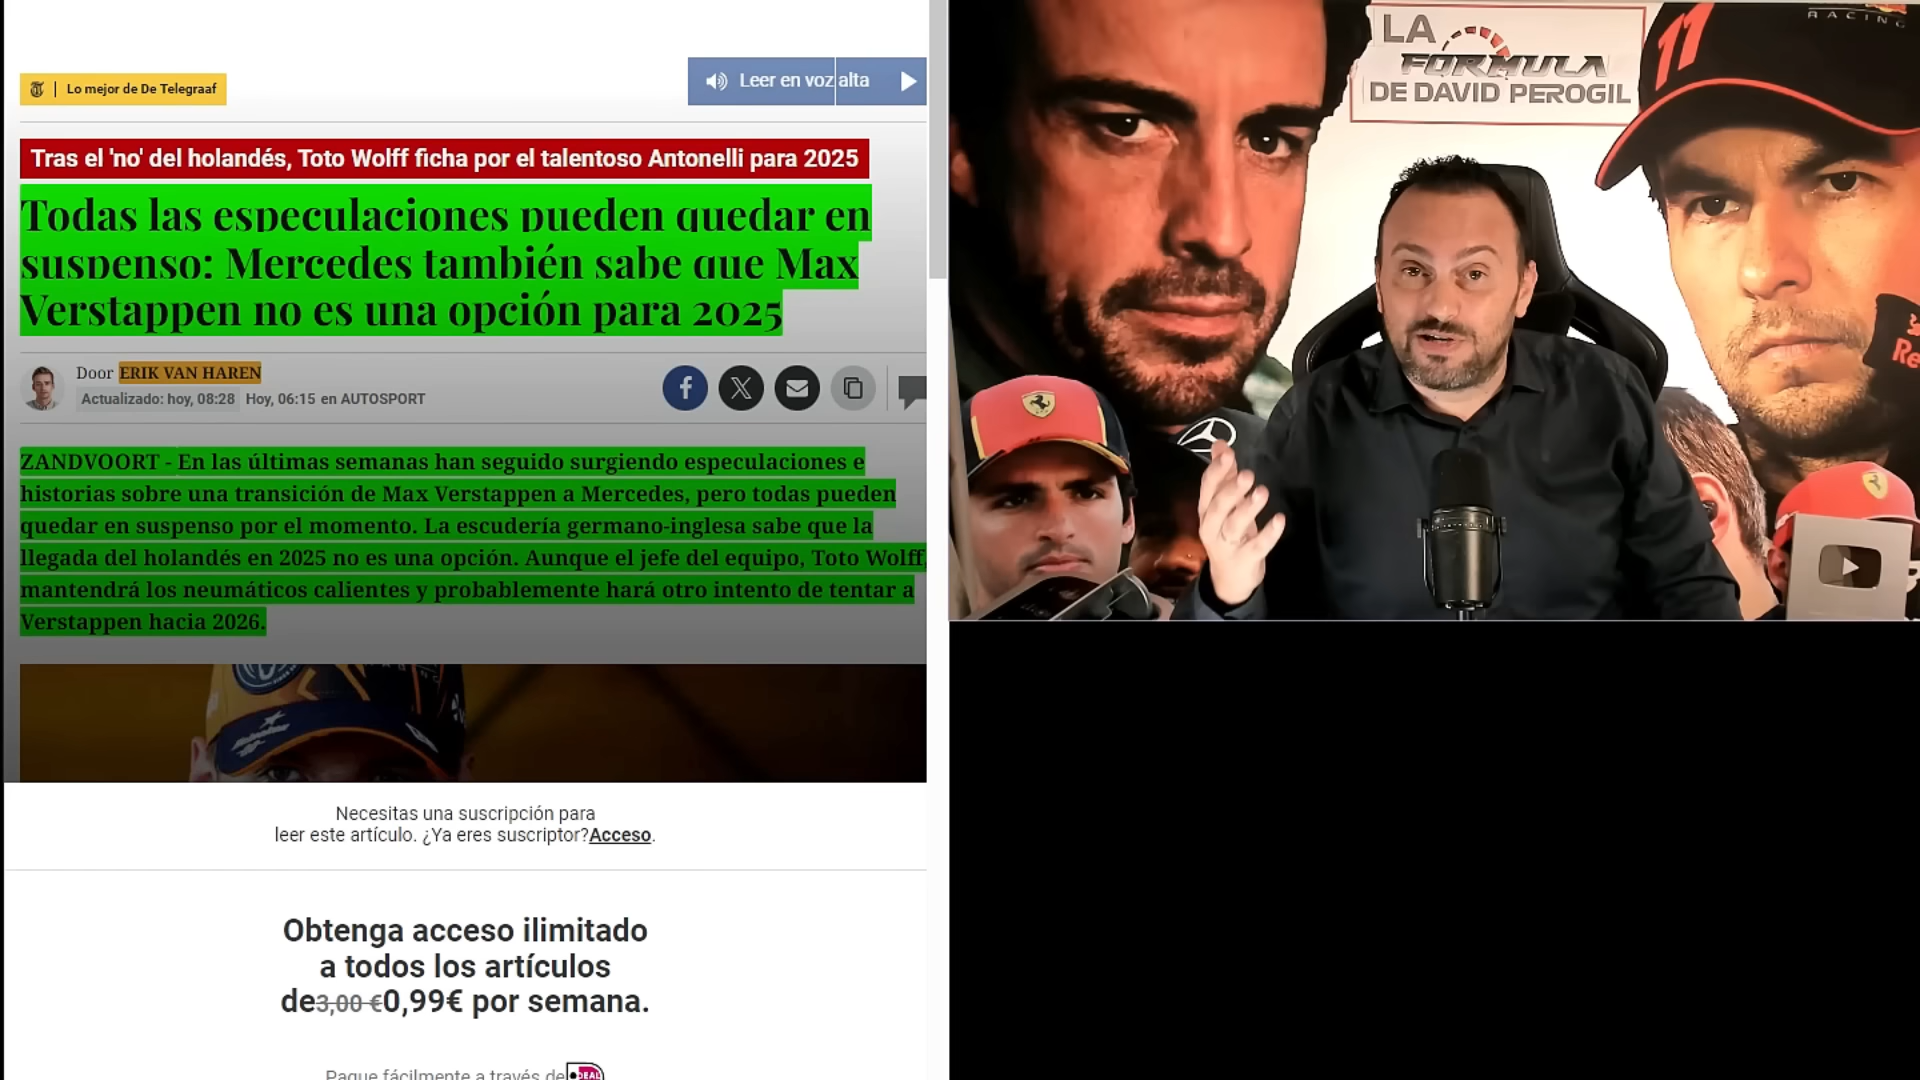 Lo mejor de De Telegraaf
Leer en voz alta
Tras el 'no' del holandés, Toto Wolff ficha por el talentoso Antonelli para 2025
Todas las especulaciones pueden quedar en
suspenso: Mercedes también sabe que Max
Verstappen no es una opción para 2025
Door ERIK VAN HAREN
Actualizado: hoy, 08:28 Hoy, 06:15 en AUTOSPORT
ZANDVOORT - En las últimas semanas han seguido surgiendo especulaciones e
historias sobre una transición de Max Verstappen a Mercedes, pero todas pueden
quedar en suspenso por el momento. La escudería germano-inglesa sabe que la
llegada del holandés en 2025 no es una opción. Aunque el jefe del equipo, Toto Wolff,
mantendrá los neumáticos calientes y probablemente hará otro intento de tentar a
Verstappen hacia 2026.
Necesitas una suscripción para
leer este artículo. ¿Ya eres suscriptor?Acceso.
Obtenga acceso ilimitado
a todos los artículos
de3,00 €0,99€ por semana.
Pague fácilmente a través de
LA
FÓRMULA
DE DAVID PEROGIL
RACING
11
Re